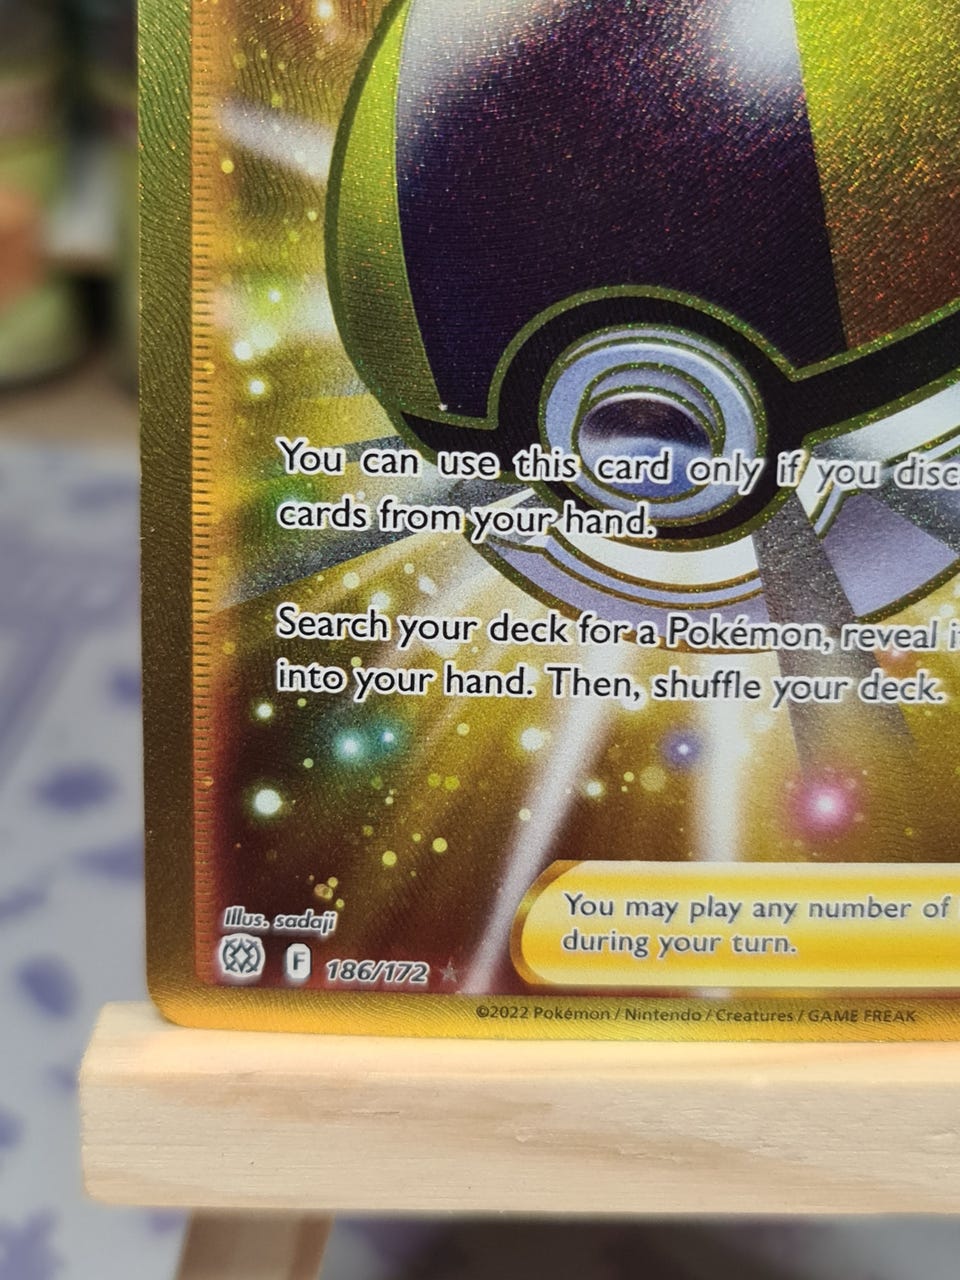 You can use this card only if you disc
cards from your hand.
Search your deck for a Pokémon, reveal it
into your hand. Then, shuffle your deck.
You may play any number of
during your turn.
Illus. sadaji
F 186/172
©2022 Pokémon / Nintendo / Creatures / GAME FREAK